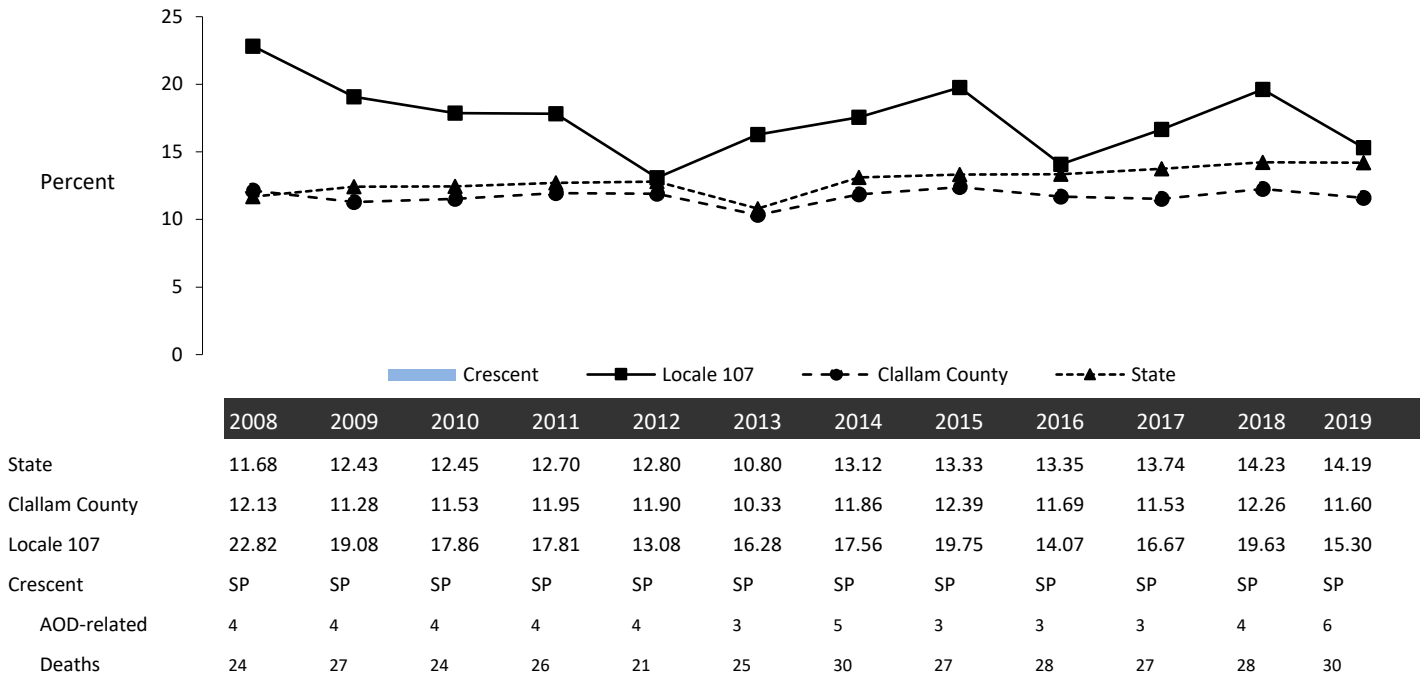 25
20
15
Percent
10
5
0
Crescent Locale 107 Clallam County State
2008 2009 2010 2011 2012 2013 2014 2015 2016 2017 2018 2019
State 11.68 12.43 12.45 12.70 12.80 10.80 13.12 13.33 13.35 13.74 14.23 14.19
Clallam County 12.13 11.28 11.53 11.95 11.90 10.33 11.86 12.39 11.69 11.53 12.26 11.60
Locale 107 22.82 19.08 17.86 17.81 13.08 16.28 17.56 19.75 14.07 16.67 19.63 15.30
Crescent SP SP SP SP SP SP SP SP SP SP SP SP
AOD-related 4 4 4 4 4 3 5 3 3 3 4 6
Deaths 24 27 24 26 21 25 30 27 28 27 28 30